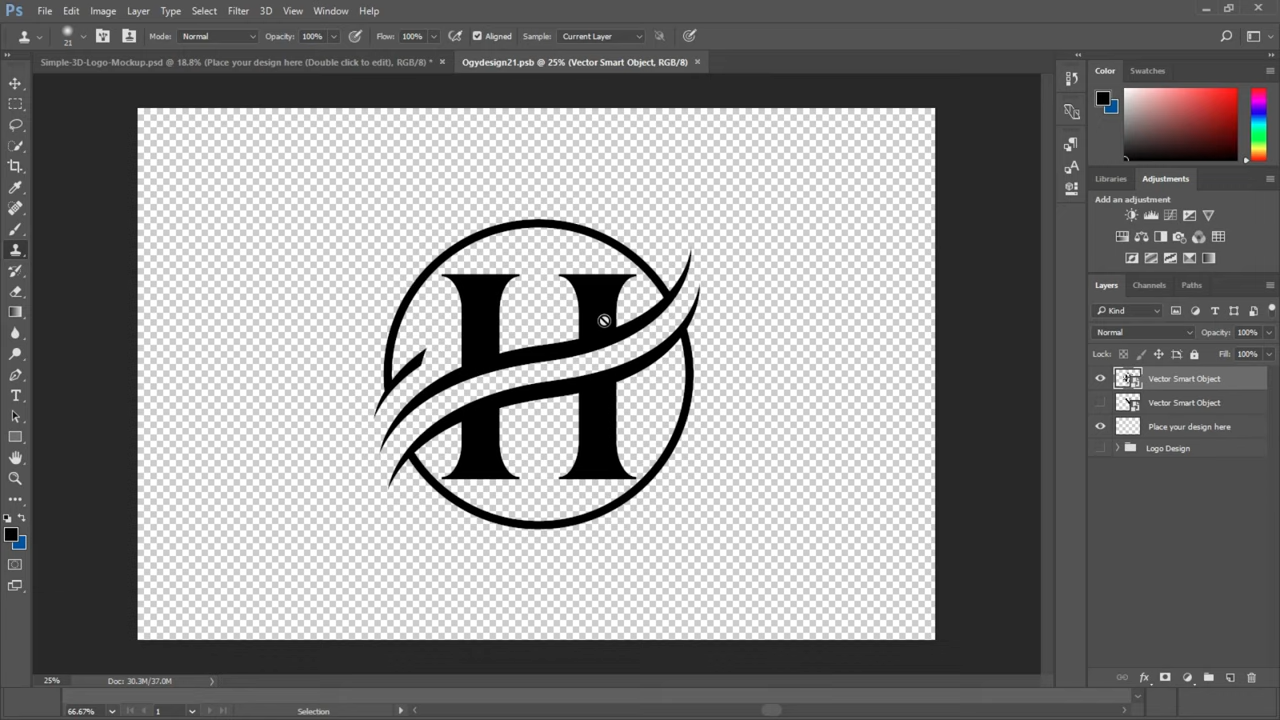 Ps File Edit Image Layer Type Select Filter 3D View Window Help
21 Mode: Normal Opacity: 100% Flow: 100% Aligned Sample: Current Layer
Simple-3D-Logo-Mockup.psd @ 18.8% (Place your design here (Double click to edit), RGB/8) * × Ogydesign21.psb @ 25% (Vector Smart Object, RGB/8) ×
Color Swatches
Libraries Adjustments
Add an adjustment
Layers Channels Paths
Kind
Normal Opacity: 100%
Lock: Fill: 100%
Vector Smart Object
Vector Smart Object
Place your design here
Logo Design
H
25% Doc: 30.3M/37.0M
fx
66.67% 1 Selection